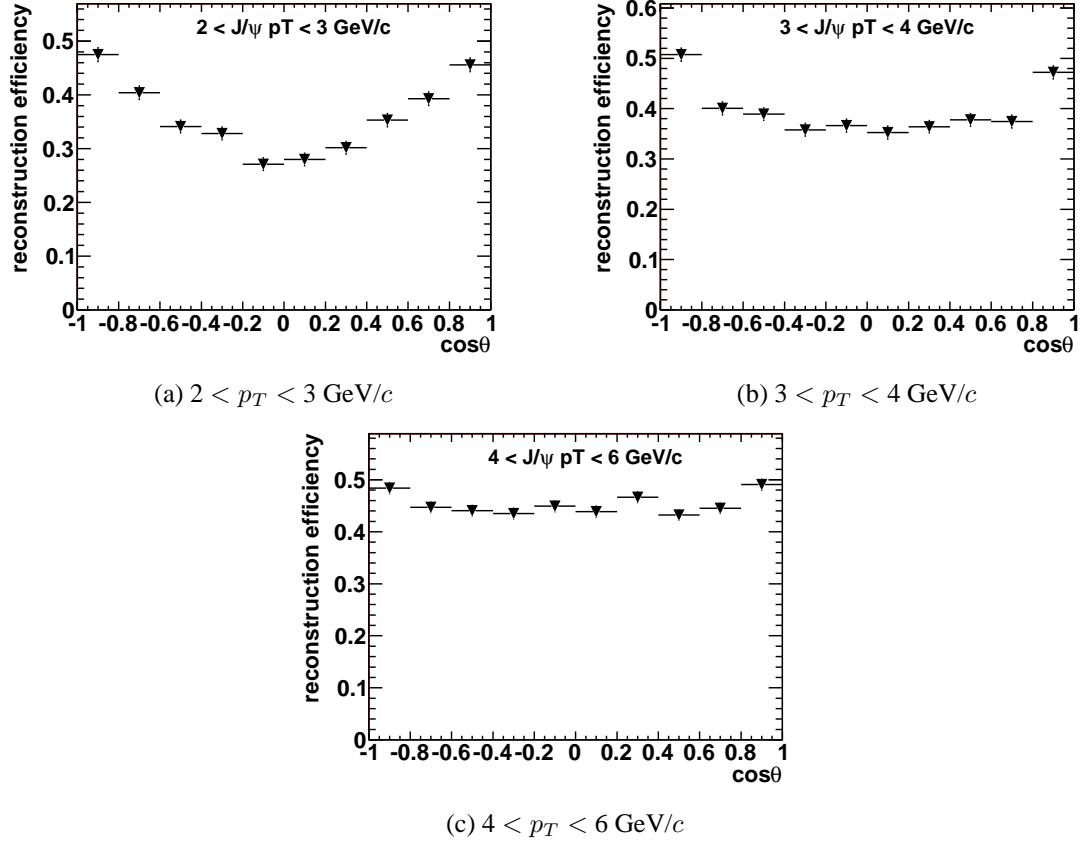 2 < J/ψ pT < 3 GeV/c
reconstruction efficiency
0.5
0.4
0.3
0.2
0.1
0
-1 -0.8 -0.6 -0.4 -0.2 0 0.2 0.4 0.6 0.8 1
cosθ
(a) 2 < p_T < 3 GeV/c
3 < J/ψ pT < 4 GeV/c
reconstruction efficiency
0.6
0.5
0.4
0.3
0.2
0.1
0
-1 -0.8 -0.6 -0.4 -0.2 0 0.2 0.4 0.6 0.8 1
cosθ
(b) 3 < p_T < 4 GeV/c
4 < J/ψ pT < 6 GeV/c
reconstruction efficiency
0.5
0.4
0.3
0.2
0.1
0
-1 -0.8 -0.6 -0.4 -0.2 0 0.2 0.4 0.6 0.8 1
cosθ
(c) 4 < p_T < 6 GeV/c